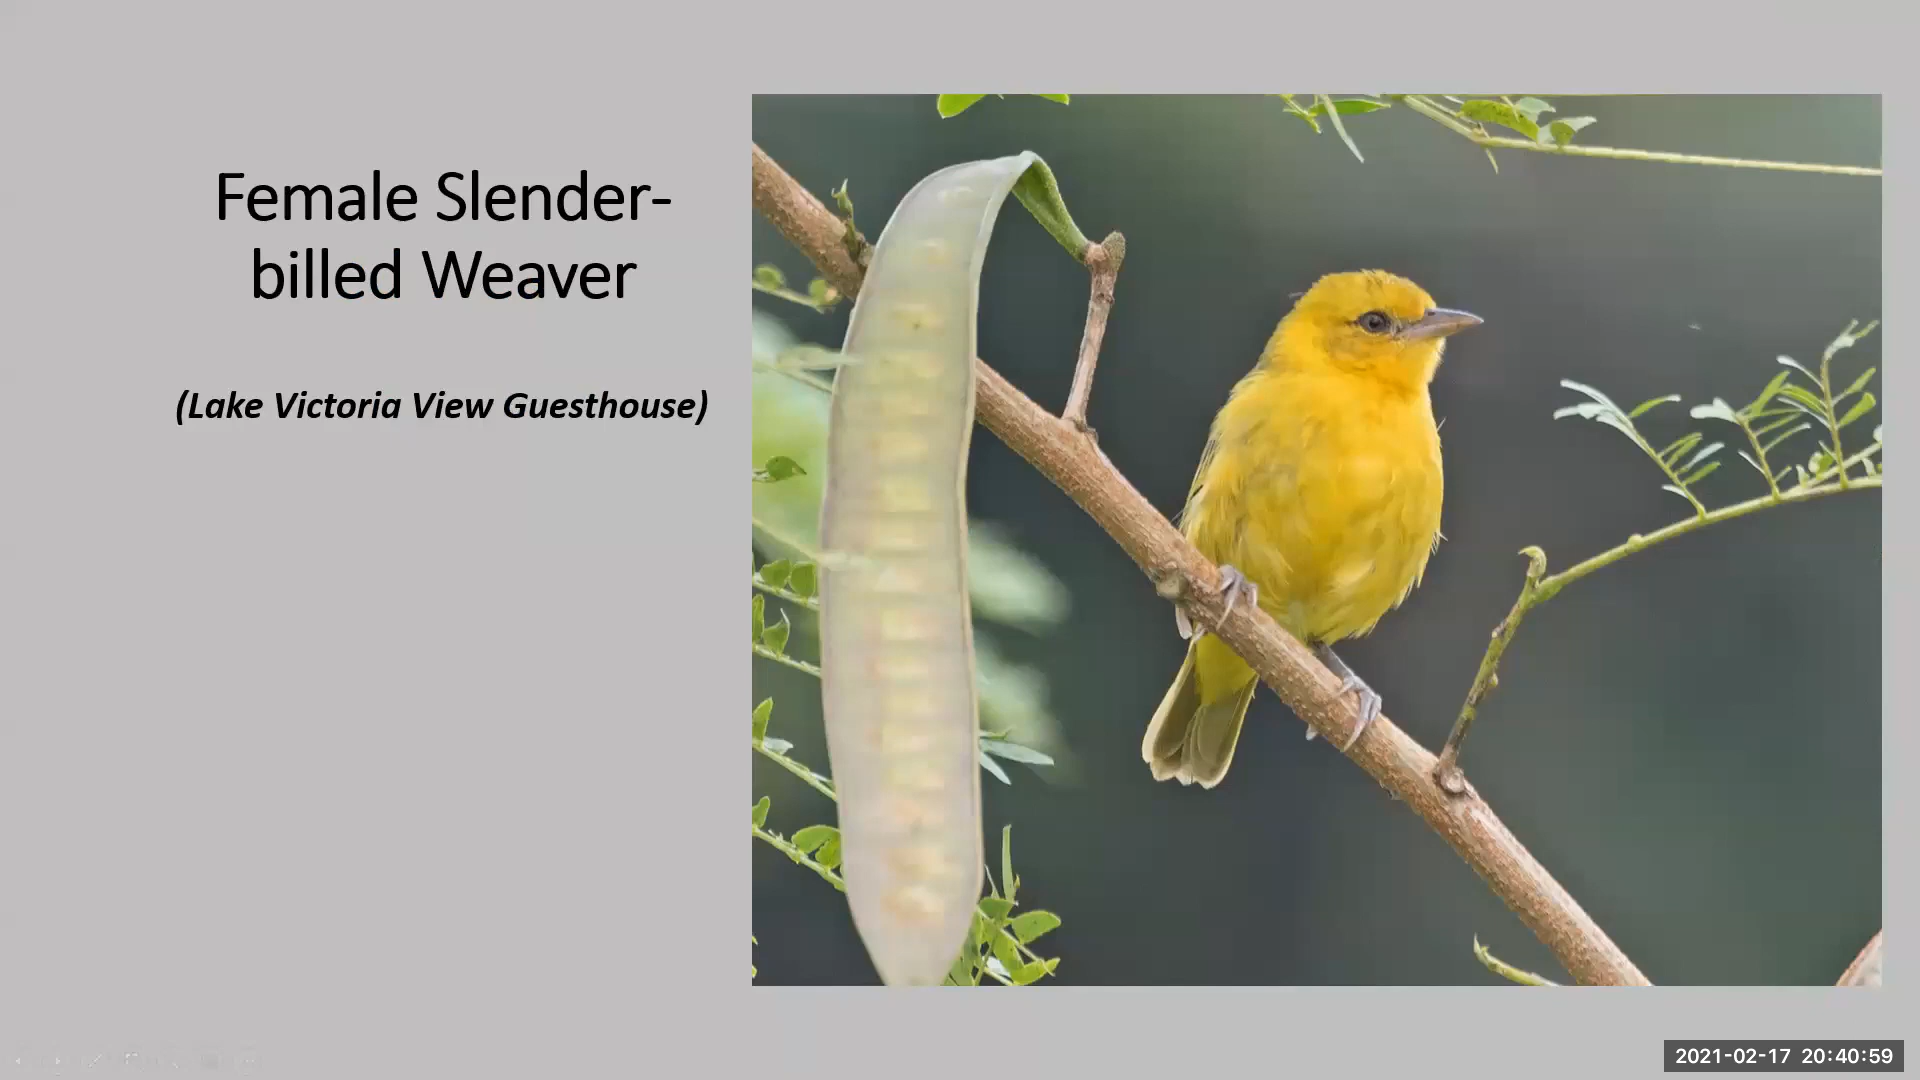 Female Slender-
billed Weaver
(Lake Victoria View Guesthouse)
2021-02-17 20:40:59